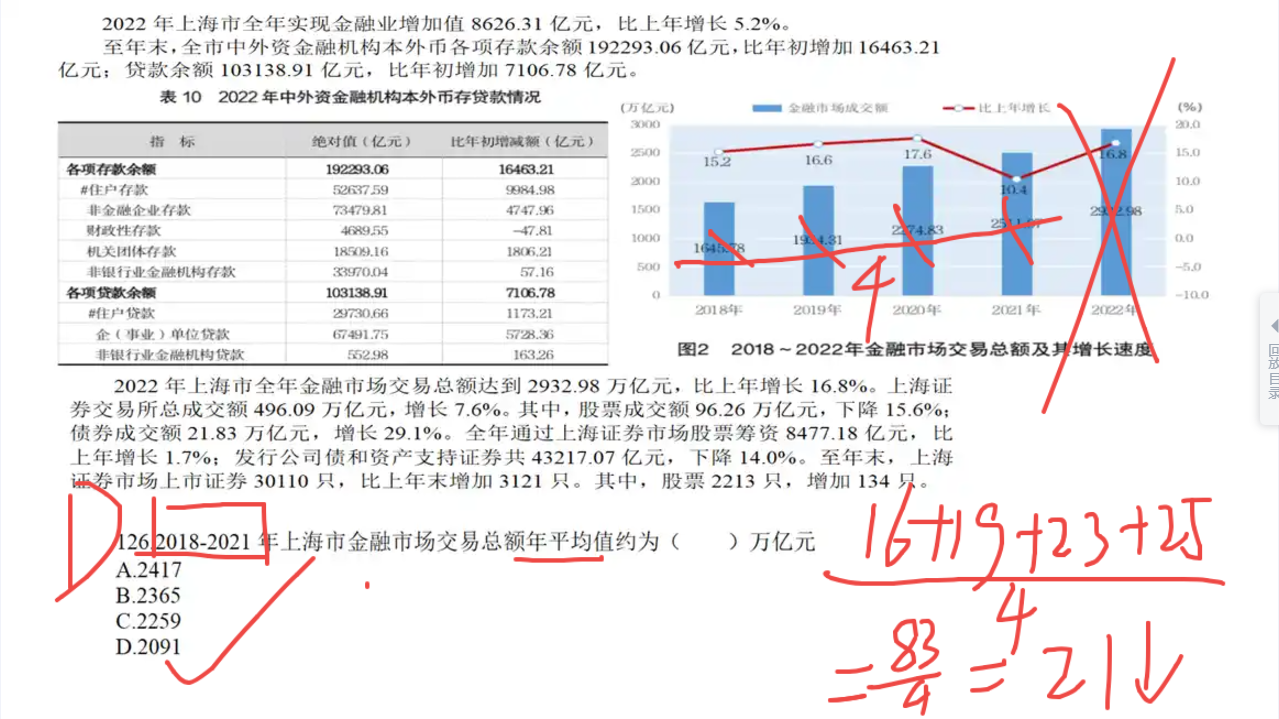 2022 年上海市全年实现金融业增加值 8626.31 亿元，比上年增长 5.2%。
至年末，全市中外资金融机构本外币各项存款余额 192293.06 亿元，比年初增加 16463.21
亿元；贷款余额 103138.91 亿元，比年初增加 7106.78 亿元。
表 10 2022 年中外资金融机构本外币存贷款情况
指 标 绝对值（亿元） 比年初增减额（亿元）
各项存款余额 192293.06 16463.21
#住户存款 52637.59 9984.98
非金融企业存款 73479.81 4747.96
财政性存款 4689.55 -47.81
机关团体存款 18509.16 1806.21
非银行业金融机构存款 33970.04 57.16
各项贷款余额 103138.91 7106.78
#住户贷款 29730.66 1173.21
企（事业）单位贷款 67491.75 5728.36
非银行业金融机构贷款 552.98 163.26
(万亿元) 金融市场成交额 比上年增长 (%)
3000 20.0
2500 15.0
2000 10.0
1500 5.0
1000 0.0
500 -5.0
0 -10.0
15.2 16.6 17.6 10.4 16.8
1645.78 1934.31 2274.83 2511.07 2932.98
4
2018年 2019年 2020年 2021年 2022年
图2 2018～2022年金融市场交易总额及其增长速度
2022 年上海市全年金融市场交易总额达到 2932.98 万亿元，比上年增长 16.8%。上海证
券交易所总成交额 496.09 万亿元，增长 7.6%。其中，股票成交额 96.26 万亿元，下降 15.6%；
债券成交额 21.83 万亿元，增长 29.1%。全年通过上海证券市场股票筹资 8477.18 亿元，比
上年增长 1.7%；发行公司债和资产支持证券共 43217.07 亿元，下降 14.0%。至年末，上海
证券市场上市证券 30110 只，比上年末增加 3121 只。其中，股票 2213 只，增加 134 只。
D
126.2018-2021 年上海市金融市场交易总额年平均值约为（ ）万亿元
A.2417
B.2365
C.2259
D.2091
16+19+23+25
4
=83/4=21↓
回放目录